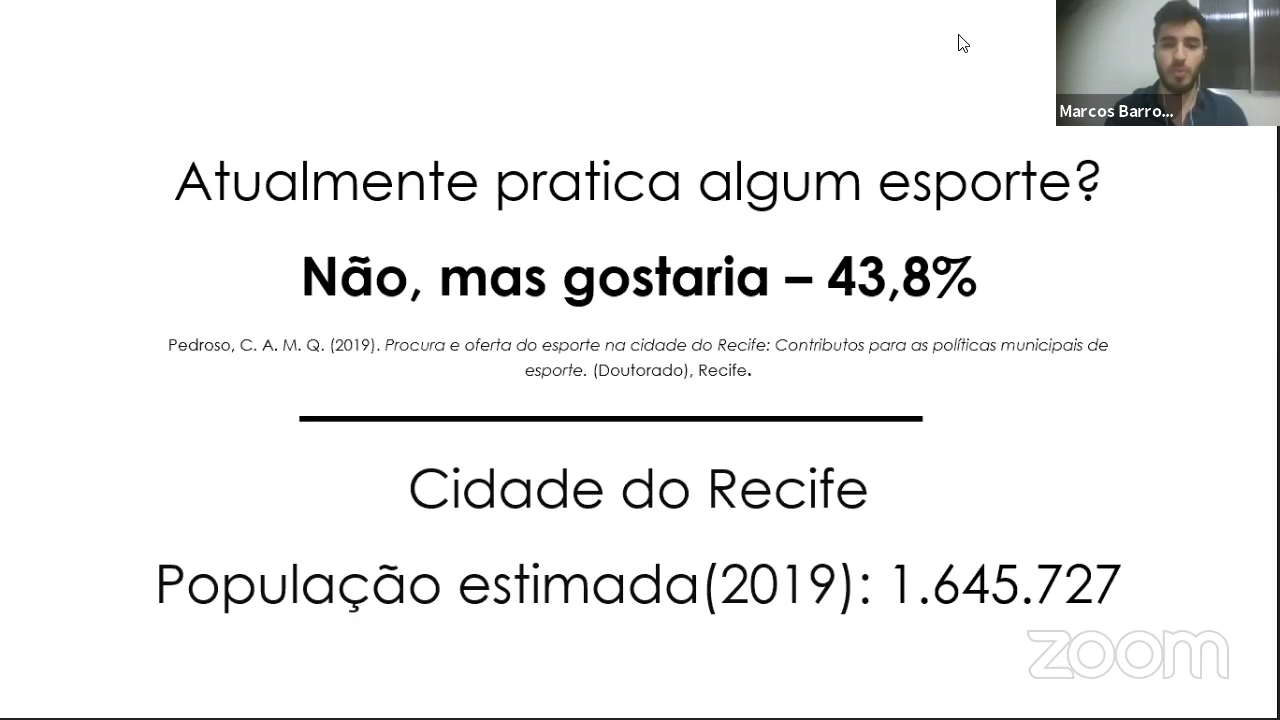 Marcos Barro...
Atualmente pratica algum esporte?
Não, mas gostaria – 43,8%
Pedroso, C. A. M. Q. (2019). Procura e oferta do esporte na cidade do Recife: Contributos para as políticas municipais de
esporte. (Doutorado), Recife.
Cidade do Recife
População estimada(2019): 1.645.727
zoom